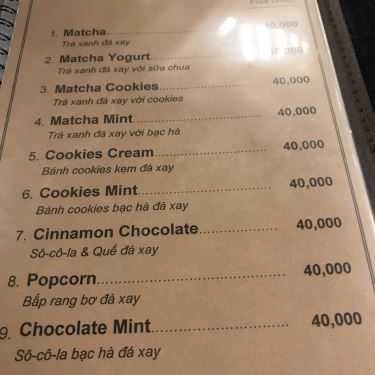 1. Matcha
Trà xanh đá xay
2. Matcha Yogurt
Trà xanh đá xay với sữa chua
3. Matcha Cookies 40,000
Trà xanh đá xay với cookies
4. Matcha Mint 40,000
Trà xanh đá xay với bạc hà
5. Cookies Cream 40,000
Bánh cookies kem đá xay
6. Cookies Mint 40,000
Bánh cookies bạc hà đá xay
7. Cinnamon Chocolate 40,000
Sô-cô-la & Quế đá xay
8. Popcorn 40,000
Bắp rang bơ đá xay
9. Chocolate Mint 40,000
Sô-cô-la bạc hà đá xay